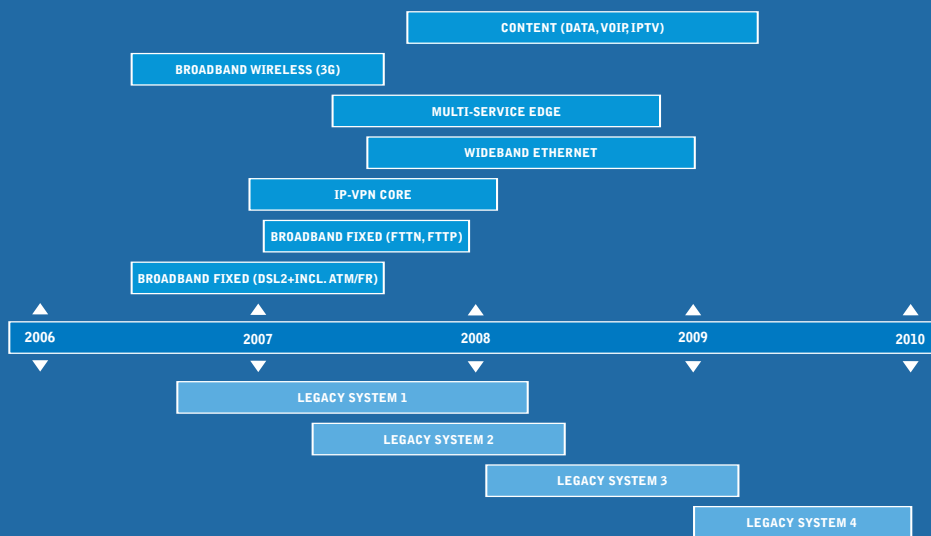 CONTENT (DATA, VOIP, IPTV)
BROADBAND WIRELESS (3G)
MULTI-SERVICE EDGE
WIDEBAND ETHERNET
IP-VPN CORE
BROADBAND FIXED (FTTN, FTTP)
BROADBAND FIXED (DSL2+INCL. ATM/FR)
2006 2007 2008 2009 2010
LEGACY SYSTEM 1
LEGACY SYSTEM 2
LEGACY SYSTEM 3
LEGACY SYSTEM 4